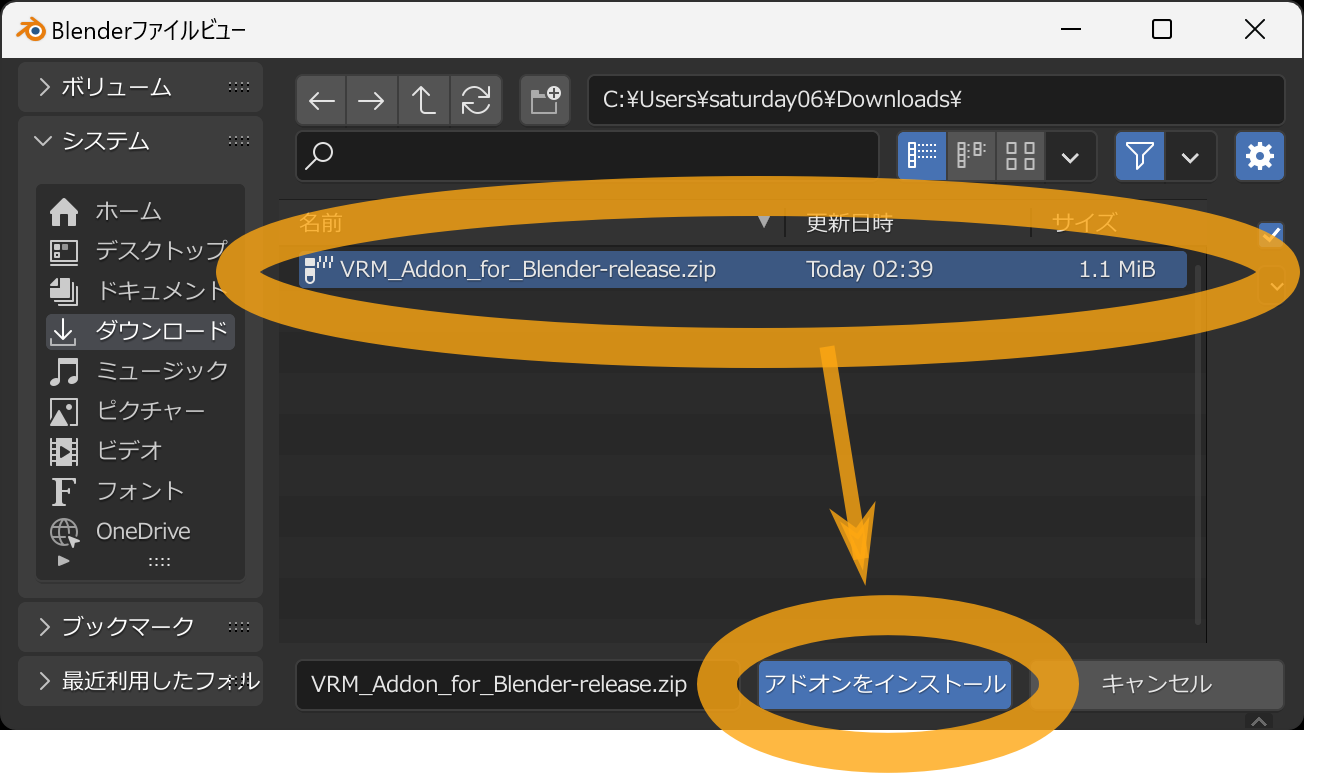 Blenderファイルビュー
ボリューム
システム
ホーム
デスクトップ
ドキュメント
ダウンロード
ミュージック
ピクチャー
ビデオ
フォント
OneDrive
ブックマーク
最近利用したフォル
C:¥Users¥saturday06¥Downloads¥
名前 更新日時 サイズ
VRM_Addon_for_Blender-release.zip Today 02:39 1.1 MiB
VRM_Addon_for_Blender-release.zip アドオンをインストール キャンセル